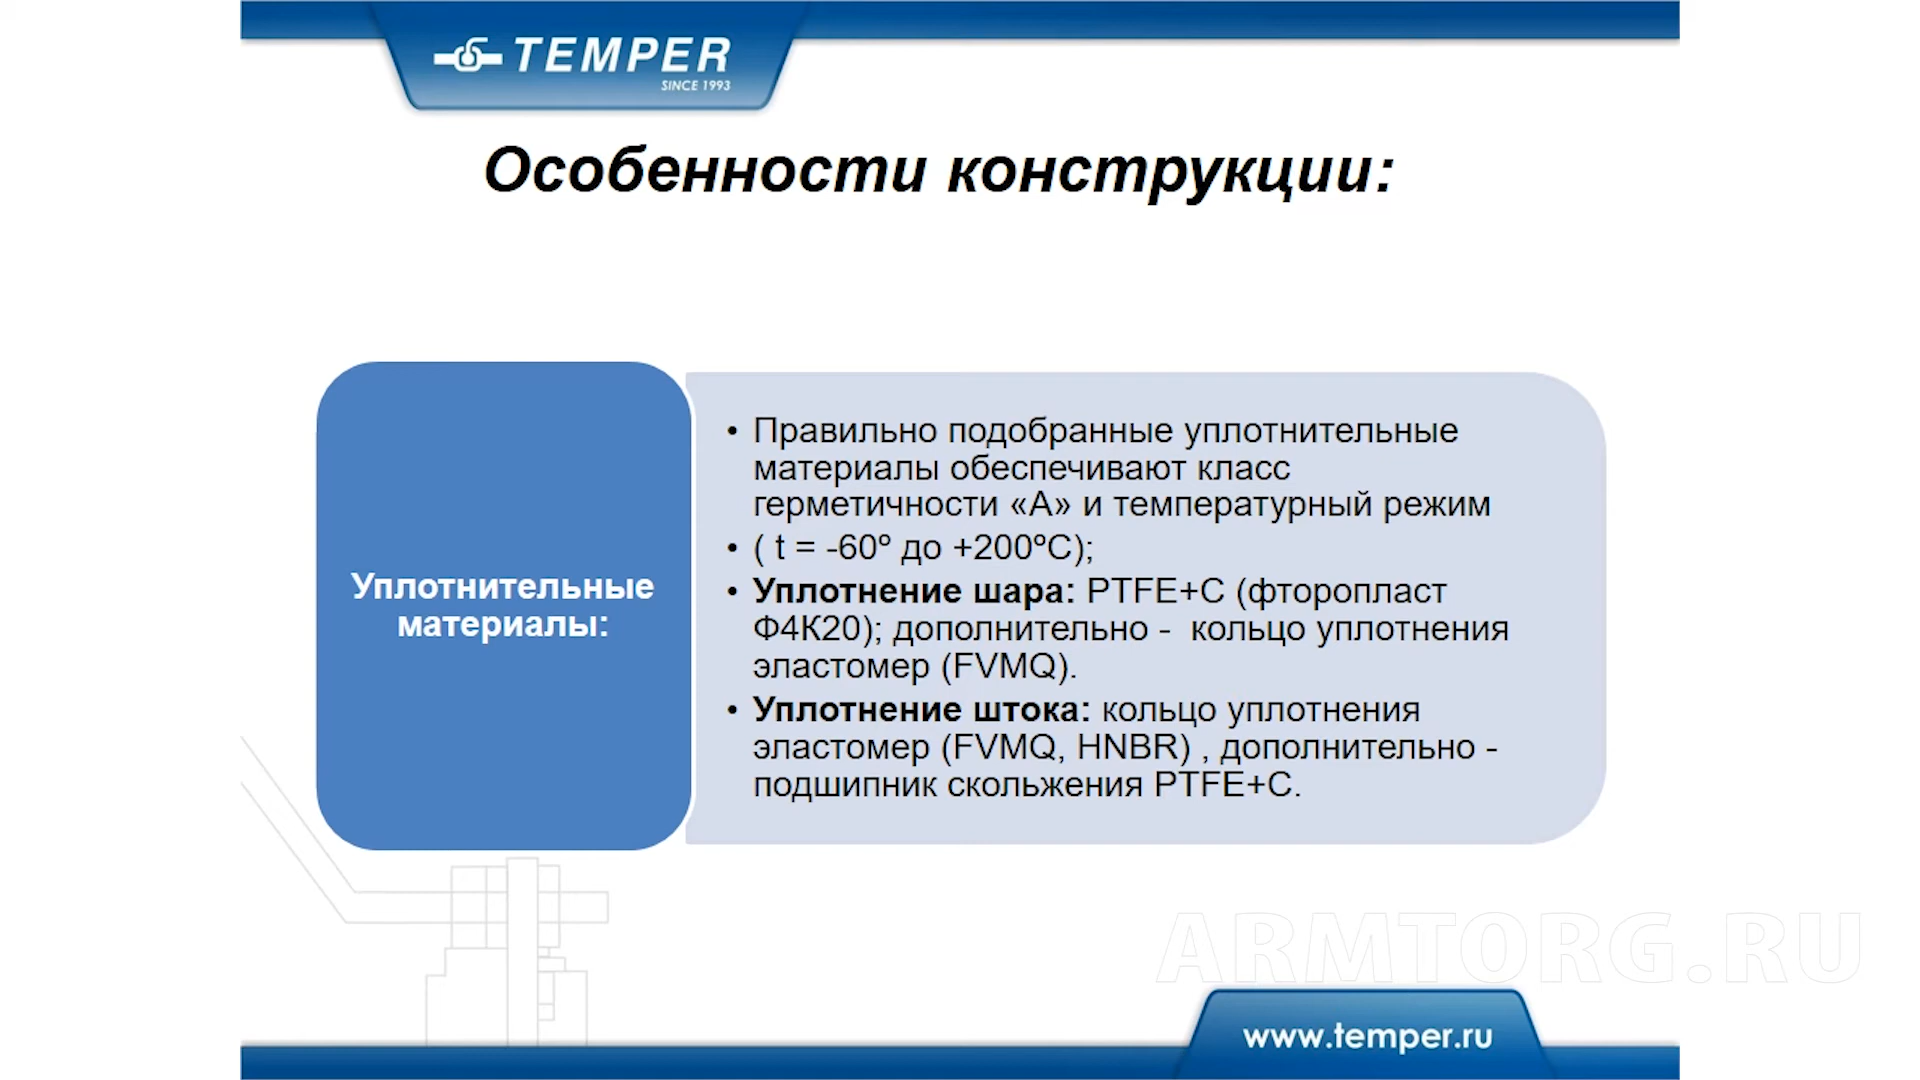 TEMPER
SINCE 1993
Особенности конструкции:
Уплотнительные
материалы:
• Правильно подобранные уплотнительные
материалы обеспечивают класс
герметичности «А» и температурный режим
• ( t = -60º до +200ºС);
• Уплотнение шара: PTFE+C (фторопласт
Ф4К20); дополнительно - кольцо уплотнения
эластомер (FVMQ).
• Уплотнение штока: кольцо уплотнения
эластомер (FVMQ, HNBR) , дополнительно -
подшипник скольжения PTFE+C.
ARMTORG.RU
www.temper.ru